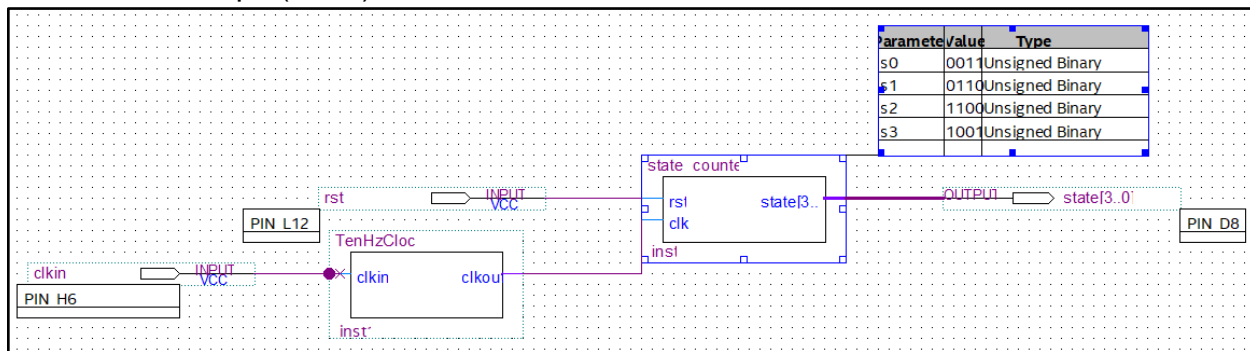 Paramete Value Type
s0 0011 Unsigned Binary
s1 0110 Unsigned Binary
s2 1100 Unsigned Binary
s3 1001 Unsigned Binary
state counte
rst INPUT VCC
rst state[3..
OUTPUT state[3..0]
PIN L12
clk
PIN D8
TenHzCloc
inst
clkin INPUT VCC
clkin clkou
PIN H6
inst